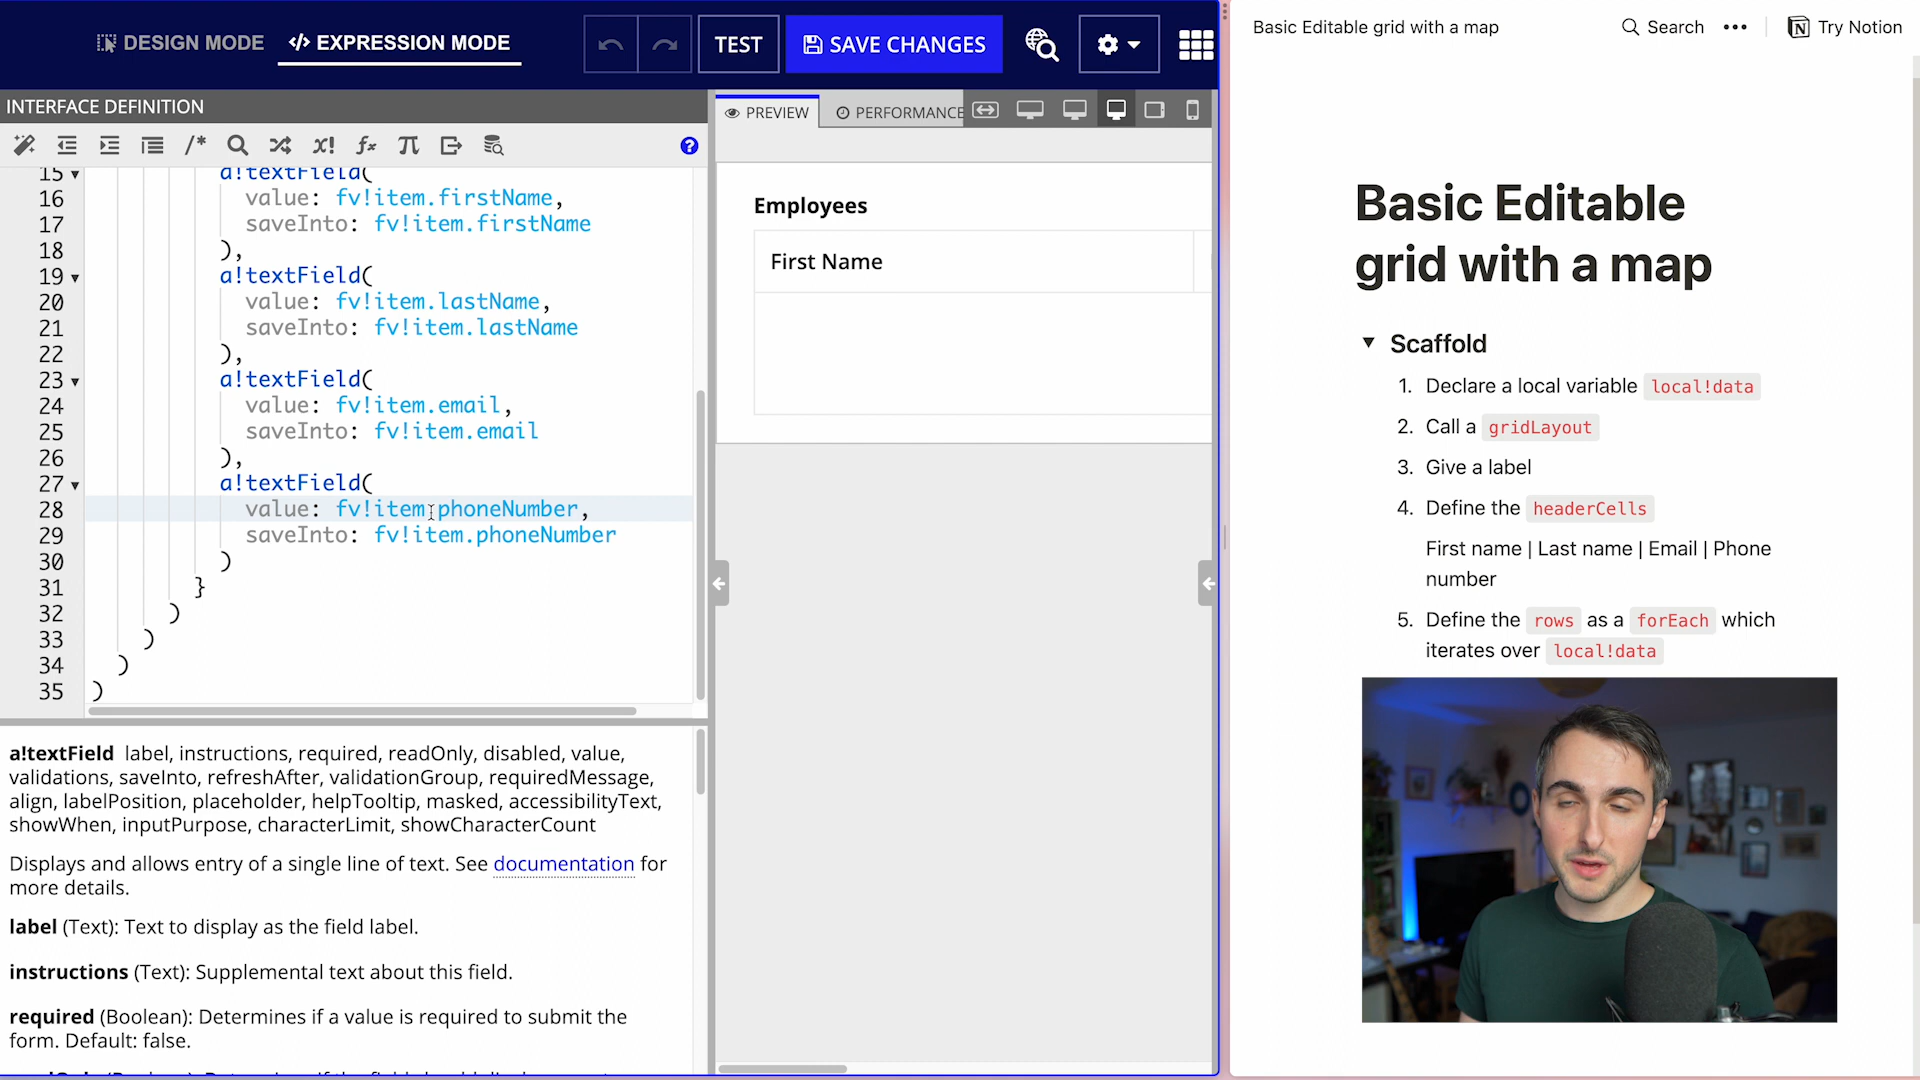 DESIGN MODE
</> EXPRESSION MODE
TEST
SAVE CHANGES
INTERFACE DEFINITION
PREVIEW
PERFORMANCE
15 a!textField(
16 value: fv!item.firstName,
17 saveInto: fv!item.firstName
18 ),
19 a!textField(
20 value: fv!item.lastName,
21 saveInto: fv!item.lastName
22 ),
23 a!textField(
24 value: fv!item.email,
25 saveInto: fv!item.email
26 ),
27 a!textField(
28 value: fv!item.phoneNumber,
29 saveInto: fv!item.phoneNumber
30 )
31 }
32 )
33 )
34 )
35 )
a!textField label, instructions, required, readOnly, disabled, value,
validations, saveInto, refreshAfter, validationGroup, requiredMessage,
align, labelPosition, placeholder, helpTooltip, masked, accessibilityText,
showWhen, inputPurpose, characterLimit, showCharacterCount
Displays and allows entry of a single line of text. See documentation for
more details.
label (Text): Text to display as the field label.
instructions (Text): Supplemental text about this field.
required (Boolean): Determines if a value is required to submit the
form. Default: false.
Employees
First Name
Basic Editable grid with a map
Search
Try Notion
Basic Editable
grid with a map
Scaffold
1. Declare a local variable local!data
2. Call a gridLayout
3. Give a label
4. Define the headerCells
First name | Last name | Email | Phone
number
5. Define the rows as a forEach which
iterates over local!data